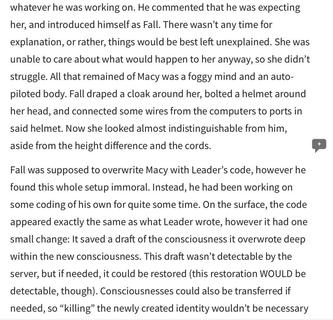 whatever he was working on. He commented that he was expecting
her, and introduced himself as Fall. There wasn't any time for
explanation, or rather, things would be best left unexplained. She was
unable to care about what would happen to her anyway, so she didn't
struggle. All that remained of Macy was a foggy mind and an auto-
piloted body. Fall draped a cloak around her, bolted a helmet around
her head, and connected some wires from the computers to ports in
said helmet. Now she looked almost indistinguishable from him,
aside from the height difference and the cords.
Fall was supposed to overwrite Macy with Leader's code, however he
found this whole setup immoral. Instead, he had been working on
some coding of his own for quite some time. On the surface, the code
appeared exactly the same as what Leader wrote, however it had one
small change: It saved a draft of the consciousness it overwrote deep
within the new consciousness. This draft wasn't detectable by the
server, but if needed, it could be restored (this restoration WOULD be
detectable, though). Consciousnesses could also be transferred if
needed, so "killing" the newly created identity wouldn't be necessary